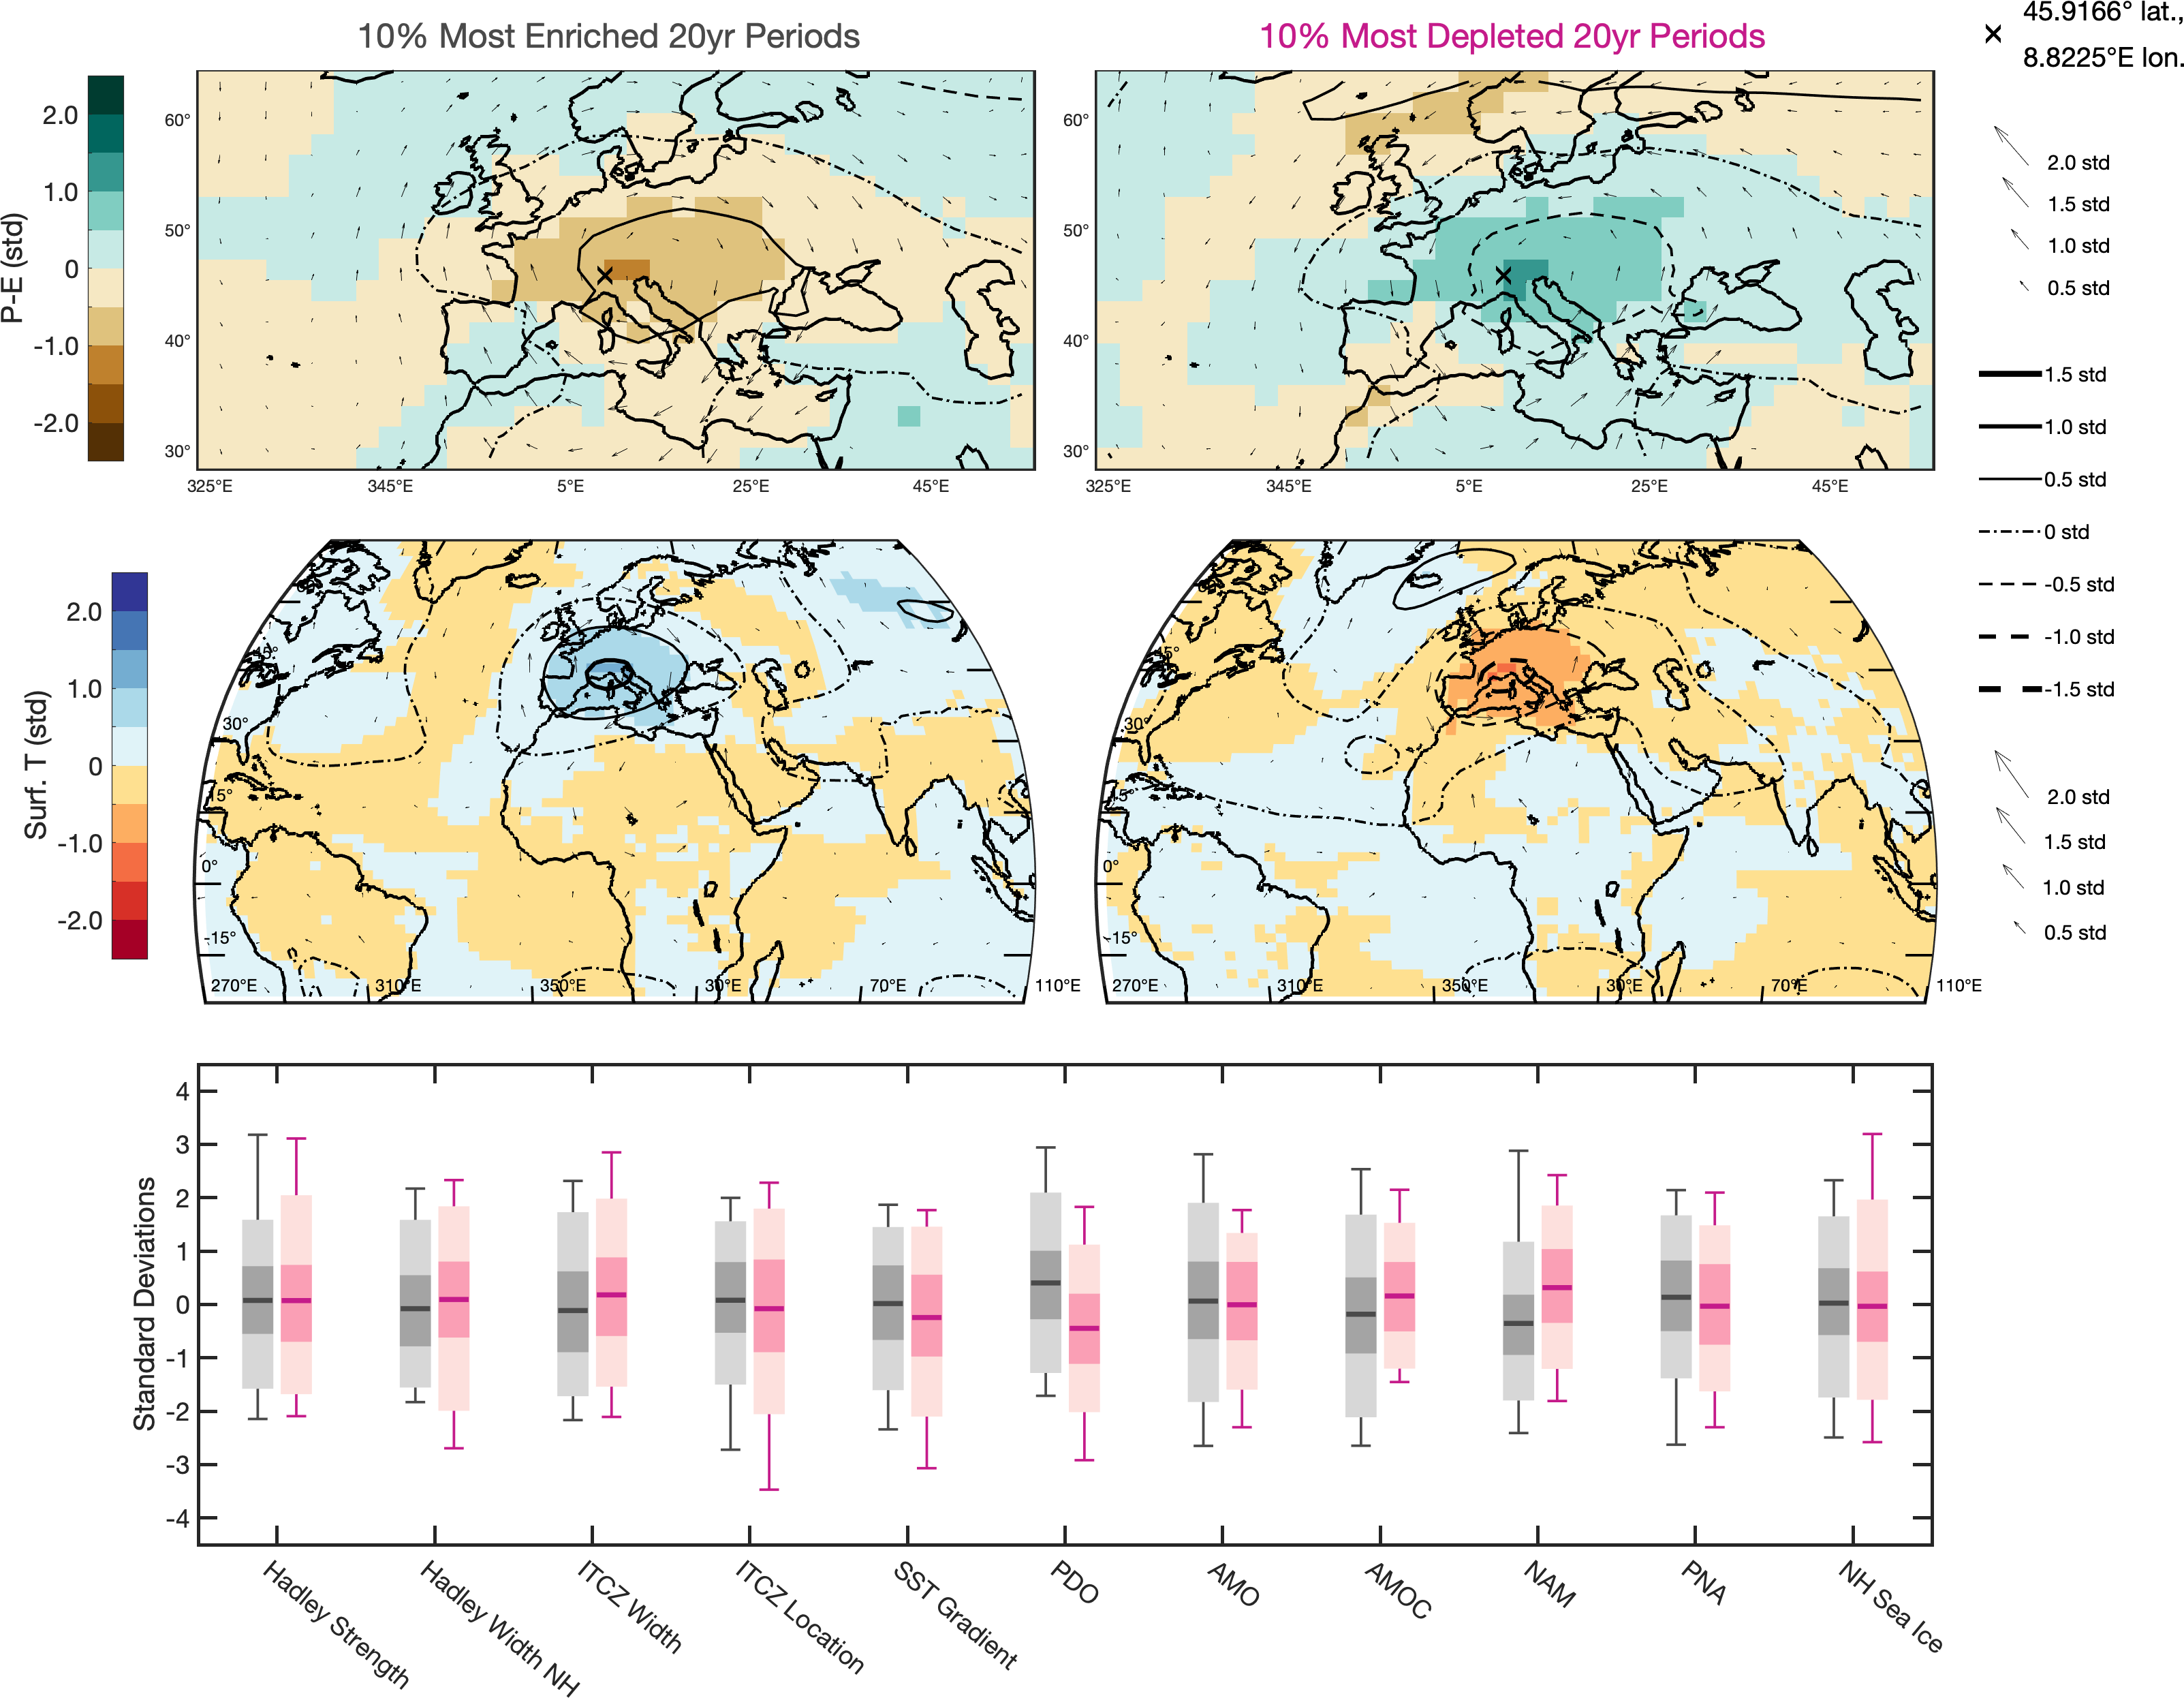 10% Most Enriched 20yr Periods
10% Most Depleted 20yr Periods
45.9166° lat.,
8.8225°E lon.
P-E (std)
2.0
1.0
0
-1.0
-2.0
60°
50°
40°
30°
325°E 345°E 5°E 25°E 45°E
60°
50°
40°
30°
325°E 345°E 5°E 25°E 45°E
2.0 std
1.5 std
1.0 std
0.5 std
1.5 std
1.0 std
0.5 std
0 std
-0.5 std
-1.0 std
-1.5 std
2.0 std
1.5 std
1.0 std
0.5 std
Surf. T (std)
2.0
1.0
0
-1.0
-2.0
45°
30°
15°
0°
-15°
270°E 310°E 350°E 30°E 70°E 110°E
45°
30°
15°
0°
-15°
270°E 310°E 350°E 30°E 70°E 110°E
Standard Deviations
4
3
2
1
0
-1
-2
-3
-4
Hadley Strength
Hadley Width NH
ITCZ Width
ITCZ Location
SST Gradient
PDO
AMO
AMOC
NAM
PNA
NH Sea Ice